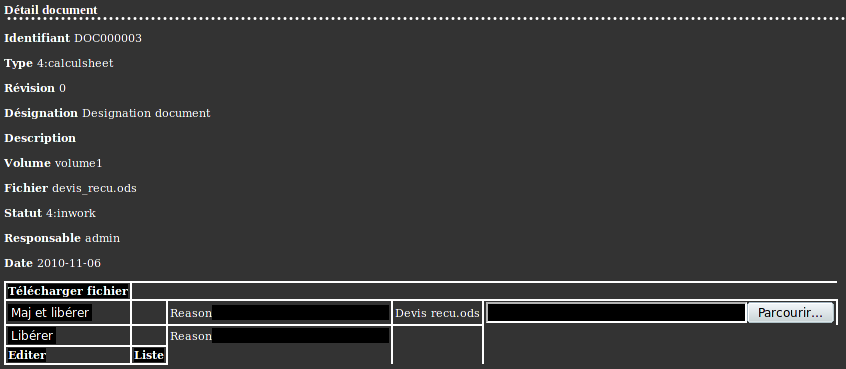 Détail document
Identifiant DOC000003
Type 4:calculsheet
Révision 0
Désignation Designation document
Description
Volume volume1
Fichier devis_recu.ods
Statut 4:inwork
Responsable admin
Date 2010-11-06
Télécharger fichier
Maj et libérer Reason Devis recu.ods Parcourir...
Libérer Reason
Editer Liste